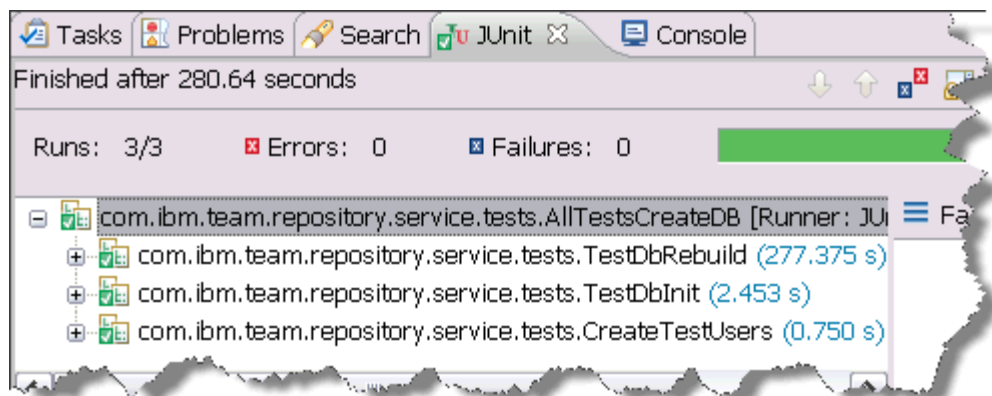 Tasks Problems Search JUnit Console
Finished after 280.64 seconds
Runs: 3/3 Errors: 0 Failures: 0
com.ibm.team.repository.service.tests.AllTestsCreateDB [Runner:
com.ibm.team.repository.service.tests.TestDbRebuild (277.375 s)
com.ibm.team.repository.service.tests.TestDbInit (2.453 s)
com.ibm.team.repository.service.tests.CreateTestUsers (0.750 s)